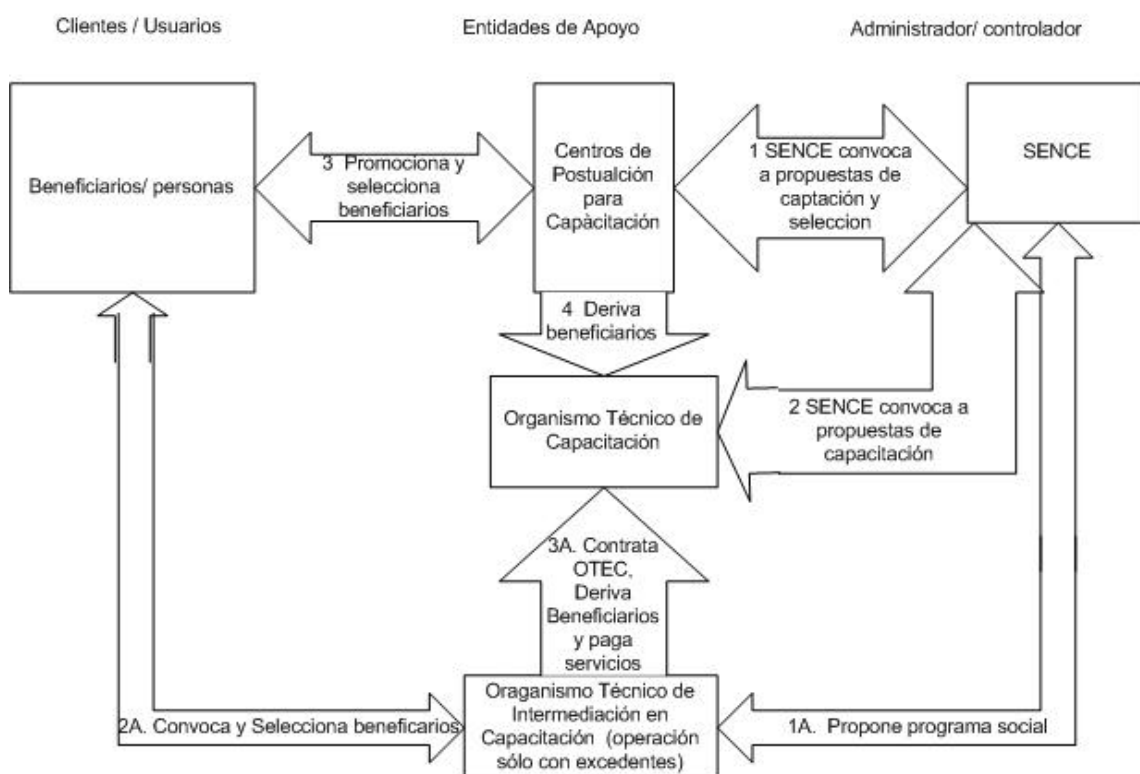 Clientes / Usuarios
Entidades de Apoyo
Administrador/ controlador
Beneficiarios/ personas
3 Promociona y
selecciona
beneficiarios
Centros de
Postualción
para
Capàcitación
1 SENCE convoca
a propuestas de
captación y
seleccion
SENCE
4 Deriva
beneficiarios
Organismo Técnico de
Capacitación
2 SENCE convoca a
propuestas de
capacitación
3A. Contrata
OTEC,
Deriva
Beneficiarios
y paga
servicios
2A. Convoca y Selecciona beneficarios
Oraganismo Técnico de
Intermediación en
Capacitación (operación
sólo con excedentes)
1A. Propone programa social